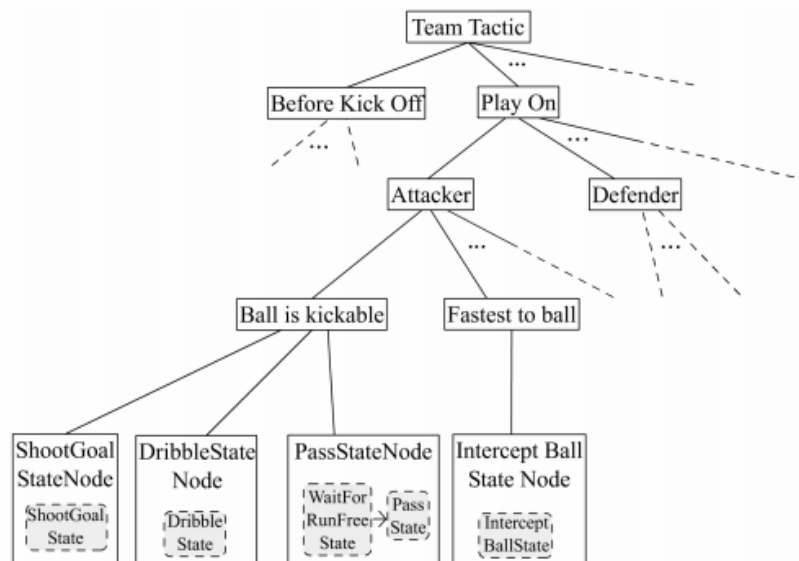 Team Tactic
...
Before Kick Off
Play On
...
...
Attacker
Defender
...
...
Ball is kickable
Fastest to ball
ShootGoal
StateNode
ShootGoal
State
DribbleState
Node
Dribble
State
PassStateNode
WaitFor
RunFree
State
Pass
State
Intercept Ball
State Node
Intercept
BallState